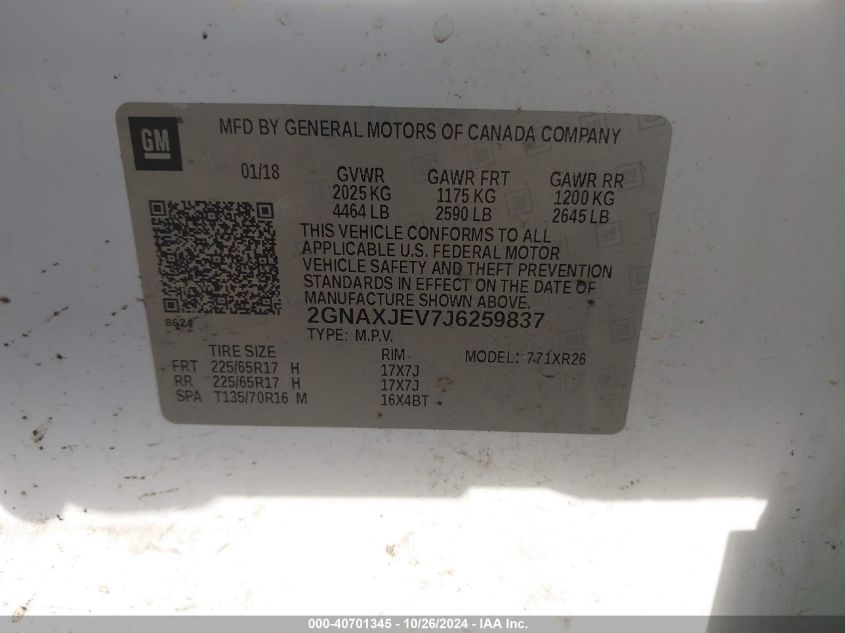 GM
MFD BY GENERAL MOTORS OF CANADA COMPANY
01/18 GVWR GAWR FRT GAWR RR
2025 KG 1175 KG 1200 KG
4464 LB 2590 LB 2645 LB
THIS VEHICLE CONFORMS TO ALL
APPLICABLE U.S. FEDERAL MOTOR
VEHICLE SAFETY AND THEFT PREVENTION
STANDARDS IN EFFECT ON THE DATE OF
MANUFACTURE SHOWN ABOVE.
8624
2GNAXJEV7J6259837
TYPE: M.P.V.
TIRE SIZE RIM MODEL: 771XR26
FRT 225/65R17 H 17X7J
RR 225/65R17 H 17X7J
SPA T135/70R16 M 16X4BT
000-40701345 - 10/26/2024 - IAA Inc.